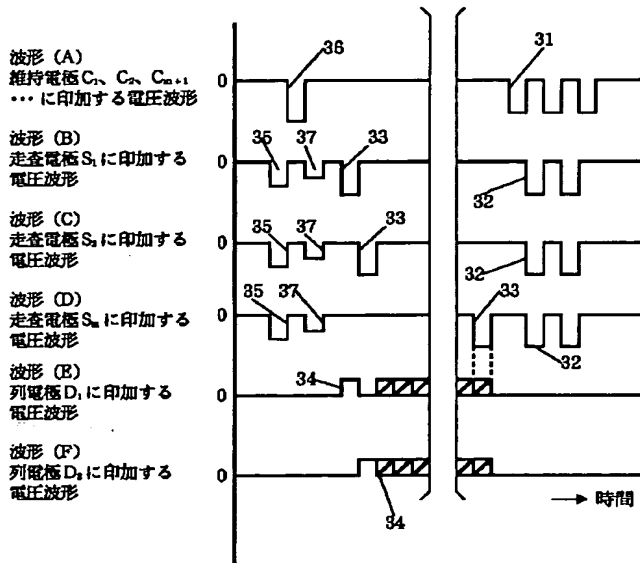 波形 (A)
維持電極C₁、C₂、Cₘ₊₁
･･･に印加する電圧波形
0
36
31
波形 (B)
走査電極S₁に印加する
電圧波形
0
35
37
33
32
波形 (C)
走査電極S₂に印加する
電圧波形
0
35
37
33
32
波形 (D)
走査電極Sₘに印加する
電圧波形
0
35
37
33
32
波形 (E)
列電極D₁に印加する
電圧波形
0
34
波形 (F)
列電極D₂に印加する
電圧波形
0
34
→ 時間